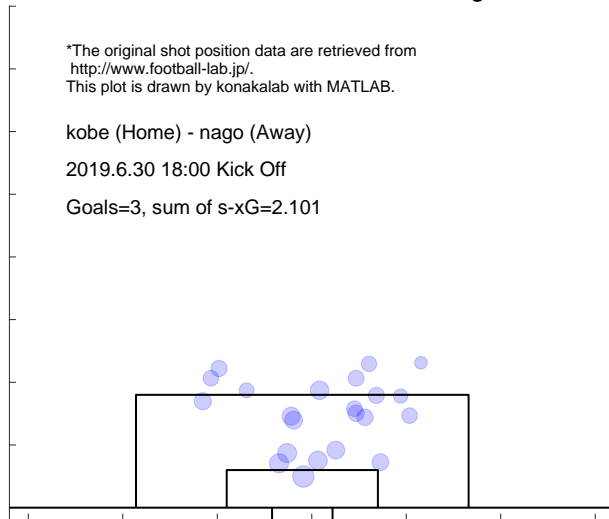 *The original shot position data are retrieved from
http://www.football-lab.jp/.
This plot is drawn by konakalab with MATLAB.
kobe (Home) - nago (Away)
2019.6.30 18:00 Kick Off
Goals=3, sum of s-xG=2.101